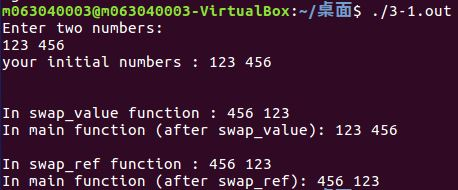 m063040003@m063040003-VirtualBox:~/桌面$ ./3-1.out
Enter two numbers:
123 456
your initial numbers : 123 456
In swap_value function : 456 123
In main function (after swap_value): 123 456
In swap_ref function : 456 123
In main function (after swap_ref): 456 123